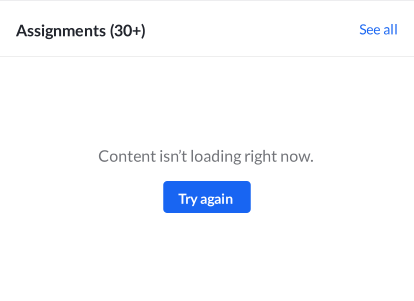 Assignments (30+)
See all
Content isn't loading right now.
Try again